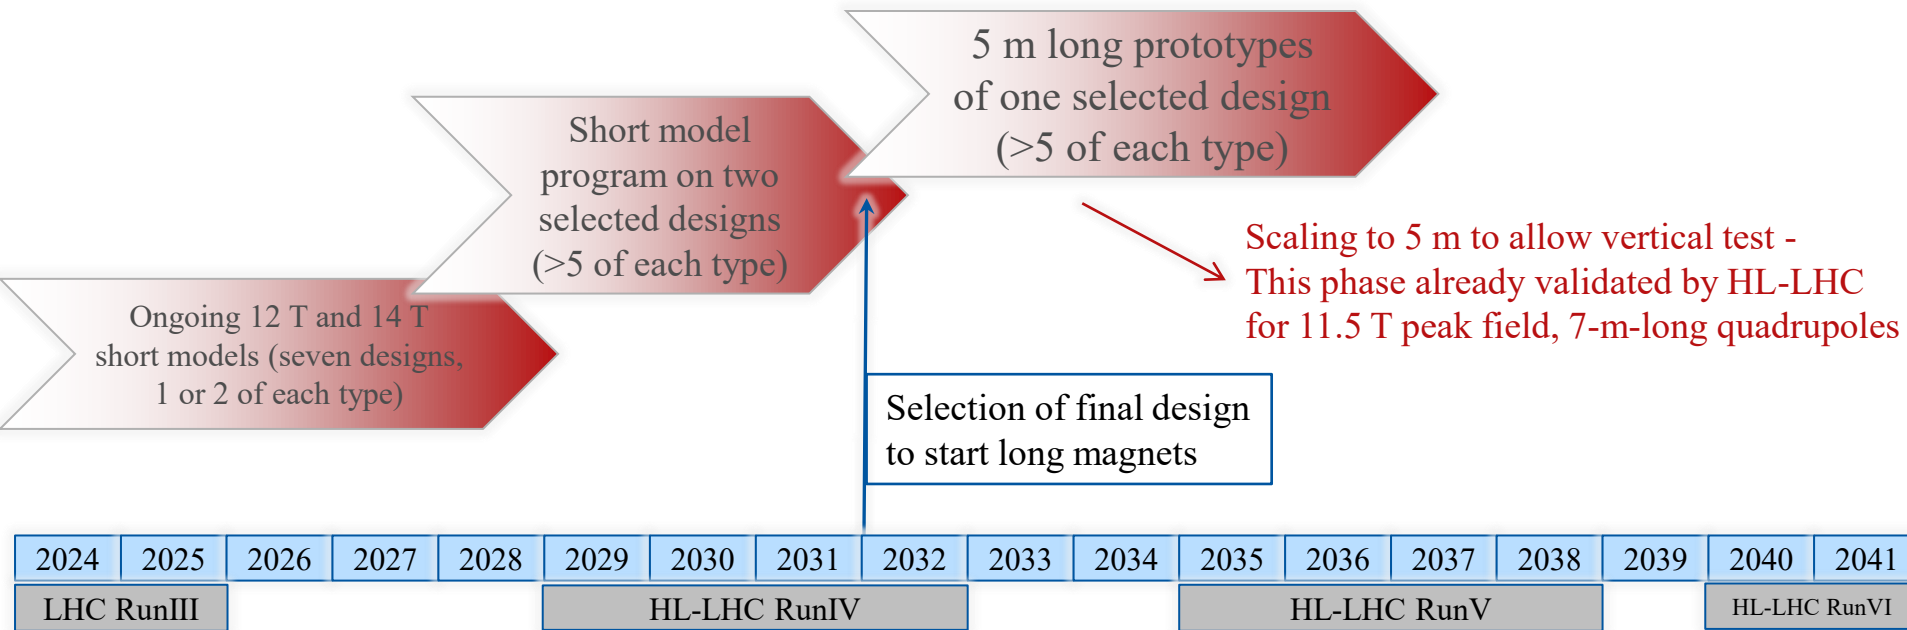 5 m long prototypes
of one selected design
(>5 of each type)
Short model
program on two
selected designs
(>5 of each type)
Scaling to 5 m to allow vertical test -
This phase already validated by HL-LHC
for 11.5 T peak field, 7-m-long quadrupoles
Ongoing 12 T and 14 T
short models (seven designs,
1 or 2 of each type)
Selection of final design
to start long magnets
2024 2025 2026 2027 2028 2029 2030 2031 2032 2033 2034 2035 2036 2037 2038 2039 2040 2041
LHC RunIII HL-LHC RunIV HL-LHC RunV HL-LHC RunVI